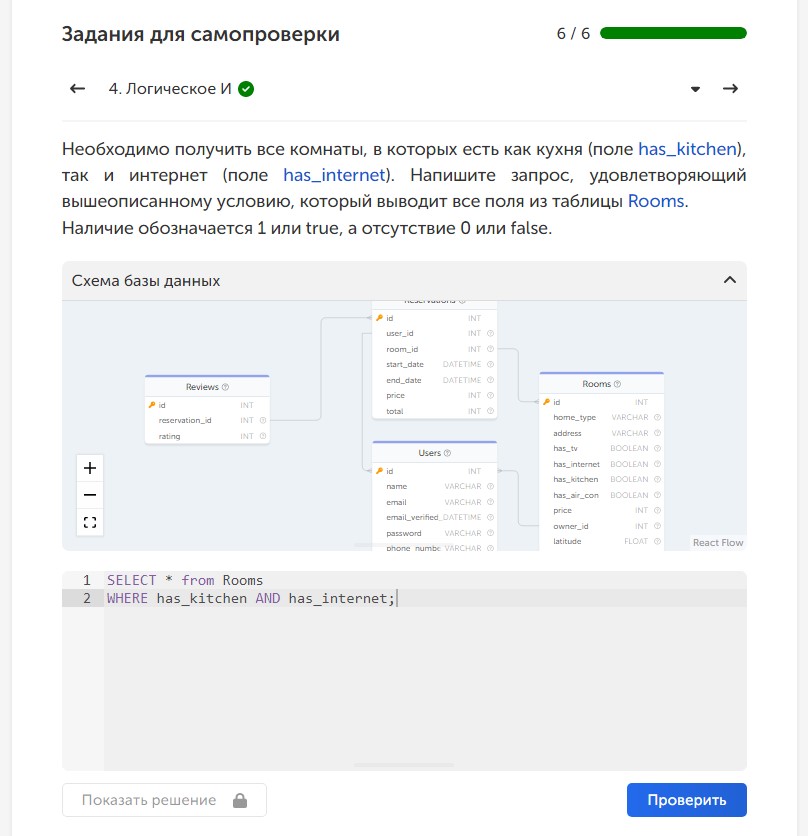 Задания для самопроверки
6 / 6
4. Логическое И
Необходимо получить все комнаты, в которых есть как кухня (поле has_kitchen),
так и интернет (поле has_internet). Напишите запрос, удовлетворяющий
вышеописанному условию, который выводит все поля из таблицы Rooms.
Наличие обозначается 1 или true, а отсутствие 0 или false.
Схема базы данных
Reservations
id INT
user_id INT
room_id INT
start_date DATETIME
end_date DATETIME
price INT
total INT
Reviews
id INT
reservation_id INT
rating INT
Users
id INT
name VARCHAR
email VARCHAR
email_verified_ DATETIME
password VARCHAR
phone_numbe VARCHAR
Rooms
id INT
home_type VARCHAR
address VARCHAR
has_tv BOOLEAN
has_internet BOOLEAN
has_kitchen BOOLEAN
has_air_con BOOLEAN
price INT
owner_id INT
latitude FLOAT
React Flow
1 SELECT * from Rooms
2 WHERE has_kitchen AND has_internet;
Показать решение
Проверить